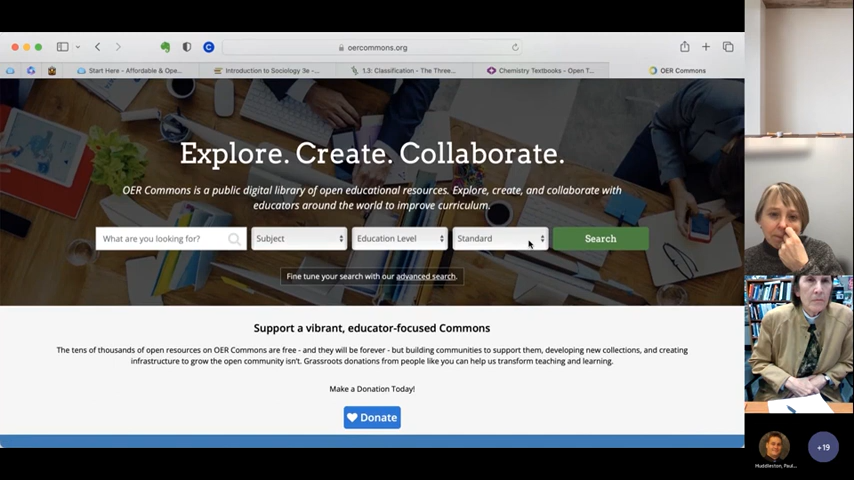 oercommons.org
Start Here - Affordable & Ope...
Introduction to Sociology 3e -...
1.3: Classification - The Three...
Chemistry Textbooks - Open T...
OER Commons
Explore. Create. Collaborate.
OER Commons is a public digital library of open educational resources. Explore, create, and collaborate with
educators around the world to improve curriculum.
What are you looking for?
Subject
Education Level
Standard
Search
Fine tune your search with our advanced search.
Support a vibrant, educator-focused Commons
The tens of thousands of open resources on OER Commons are free - and they will be forever - but building communities to support them, developing new collections, and creating
infrastructure to grow the open community isn't. Grassroots donations from people like you can help us transform teaching and learning.
Make a Donation Today!
Donate
Huddleston, Paul...
+19